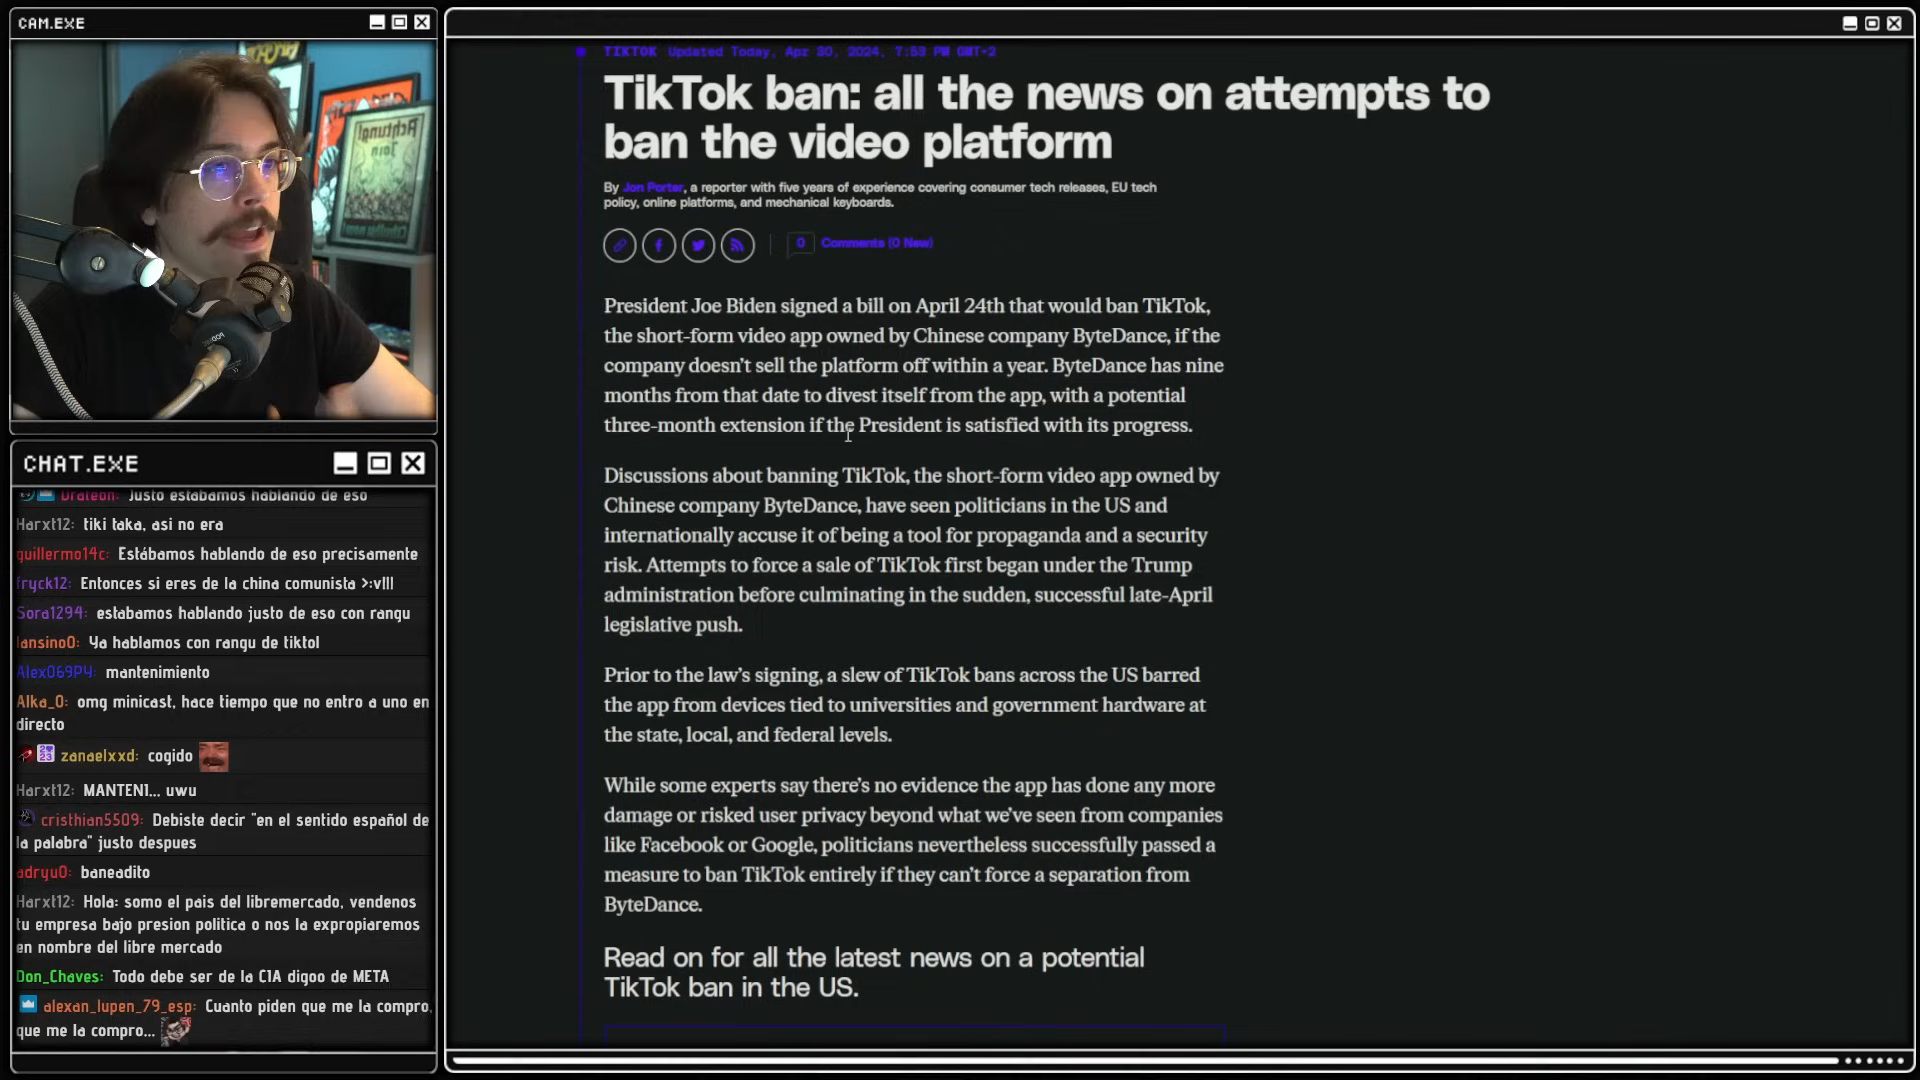 CAM.EXE
Achtung!
Join
Cthulhu now!
CHAT.EXE
Draleon: Justo estabamos hablando de eso
Harxt12: tiki taka, asi no era
guillermo14c: Estábamos hablando de eso precisamente
fryck12: Entonces si eres de la china comunista >:vlll
Sora1294: estabamos hablando justo de eso con rangu
lansino0: Ya hablamos con rangu de tiktol
Alex069P4: mantenimiento
Alka_0: omg minicast, hace tiempo que no entro a uno en
directo
zanaelxxd: cogido
Harxt12: MANTENI... uwu
cristhian5509: Debiste decir "en el sentido español de
la palabra" justo despues
adryu0: baneadito
Harxt12: Hola: somo el pais del libremercado, vendenos
tu empresa bajo presion politica o nos la expropiaremos
en nombre del libre mercado
Don_Chaves: Todo debe ser de la C1A digoo de META
alexan_lupen_79_esp: Cuanto piden que me la compro,
que me la compro...
TIKTOK Updated Today, Apr 30, 2024, 7:53 PM GMT+2
TikTok ban: all the news on attempts to
ban the video platform
By Jon Porter, a reporter with five years of experience covering consumer tech releases, EU tech
policy, online platforms, and mechanical keyboards.
0 Comments (0 New)
President Joe Biden signed a bill on April 24th that would ban TikTok,
the short-form video app owned by Chinese company ByteDance, if the
company doesn’t sell the platform off within a year. ByteDance has nine
months from that date to divest itself from the app, with a potential
three-month extension if the President is satisfied with its progress.
Discussions about banning TikTok, the short-form video app owned by
Chinese company ByteDance, have seen politicians in the US and
internationally accuse it of being a tool for propaganda and a security
risk. Attempts to force a sale of TikTok first began under the Trump
administration before culminating in the sudden, successful late-April
legislative push.
Prior to the law’s signing, a slew of TikTok bans across the US barred
the app from devices tied to universities and government hardware at
the state, local, and federal levels.
While some experts say there’s no evidence the app has done any more
damage or risked user privacy beyond what we’ve seen from companies
like Facebook or Google, politicians nevertheless successfully passed a
measure to ban TikTok entirely if they can’t force a separation from
ByteDance.
Read on for all the latest news on a potential
TikTok ban in the US.